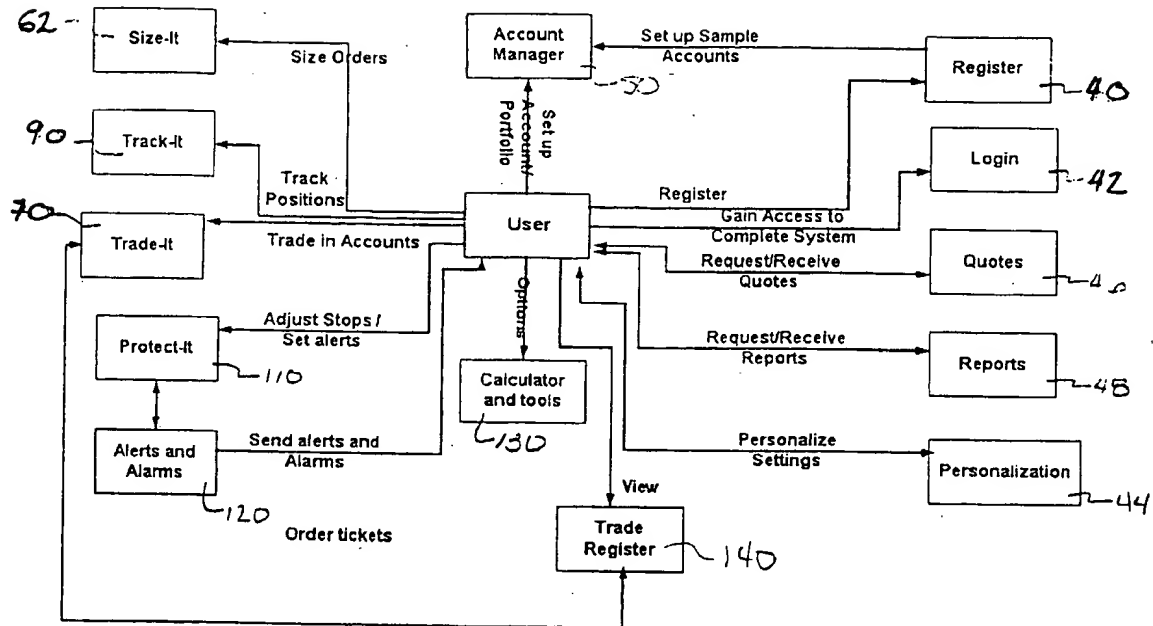 62
Size-It
Size Orders
Account
Manager
Set up Sample
Accounts
Register
40
90
Track-It
Track
Positions
Set up
Account/
Portfolio
Login
42
70
Trade-It
Trade in Accounts
User
Register
Gain Access to
Complete System
Request/Receive
Quotes
Quotes
Adjust Stops /
Set alerts
Protect-It
110
Options
Calculator
and tools
130
Request/Receive
Reports
Reports
48
Alerts and
Alarms
120
Send alerts and
Alarms
Personalize
Settings
Personalization
44
Order tickets
View
Trade
Register
140